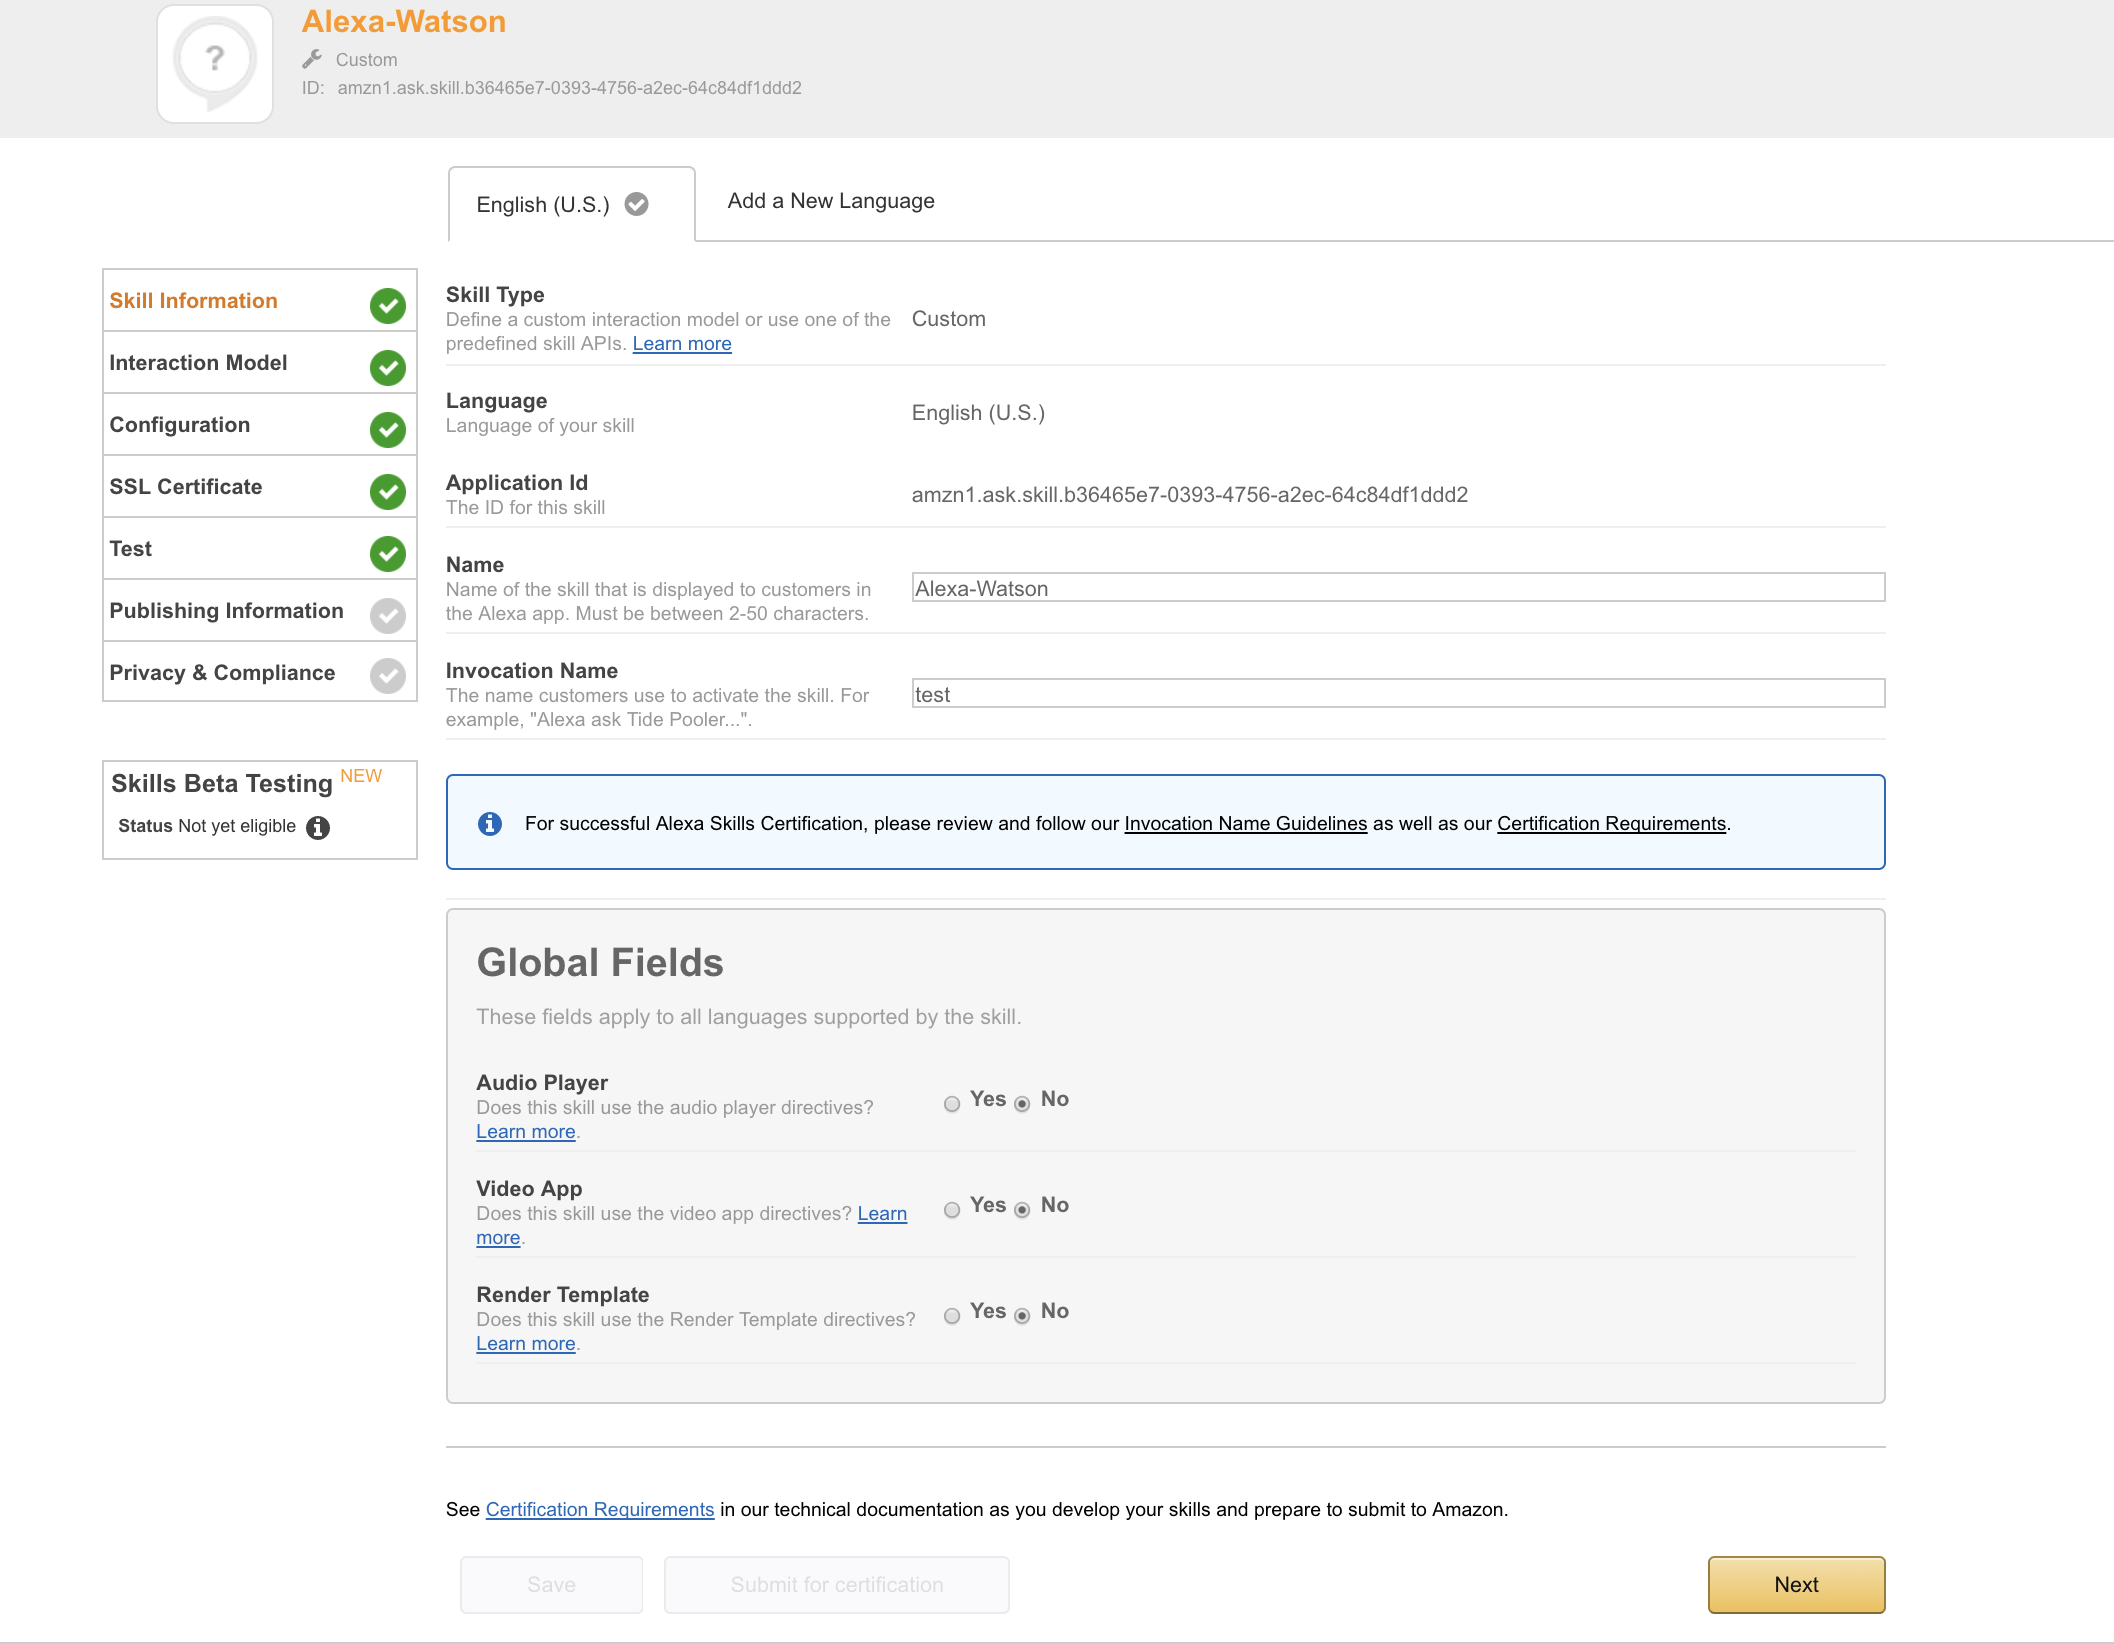 Alexa-Watson
Custom
ID: amzn1.ask.skill.b36465e7-0393-4756-a2ec-64c84df1ddd2
English (U.S.)
Add a New Language
Skill Information
Interaction Model
Configuration
SSL Certificate
Test
Publishing Information
Privacy & Compliance
Skills Beta Testing NEW
Status Not yet eligible
Skill Type
Define a custom interaction model or use one of the
predefined skill APIs. Learn more
Custom
Language
Language of your skill
English (U.S.)
Application Id
The ID for this skill
amzn1.ask.skill.b36465e7-0393-4756-a2ec-64c84df1ddd2
Name
Name of the skill that is displayed to customers in
the Alexa app. Must be between 2-50 characters.
Alexa-Watson
Invocation Name
The name customers use to activate the skill. For
example, "Alexa ask Tide Pooler...".
test
For successful Alexa Skills Certification, please review and follow our Invocation Name Guidelines as well as our Certification Requirements.
Global Fields
These fields apply to all languages supported by the skill.
Audio Player
Does this skill use the audio player directives?
Learn more.
Yes No
Video App
Does this skill use the video app directives? Learn
more.
Yes No
Render Template
Does this skill use the Render Template directives?
Learn more.
Yes No
See Certification Requirements in our technical documentation as you develop your skills and prepare to submit to Amazon.
Save
Submit for certification
Next